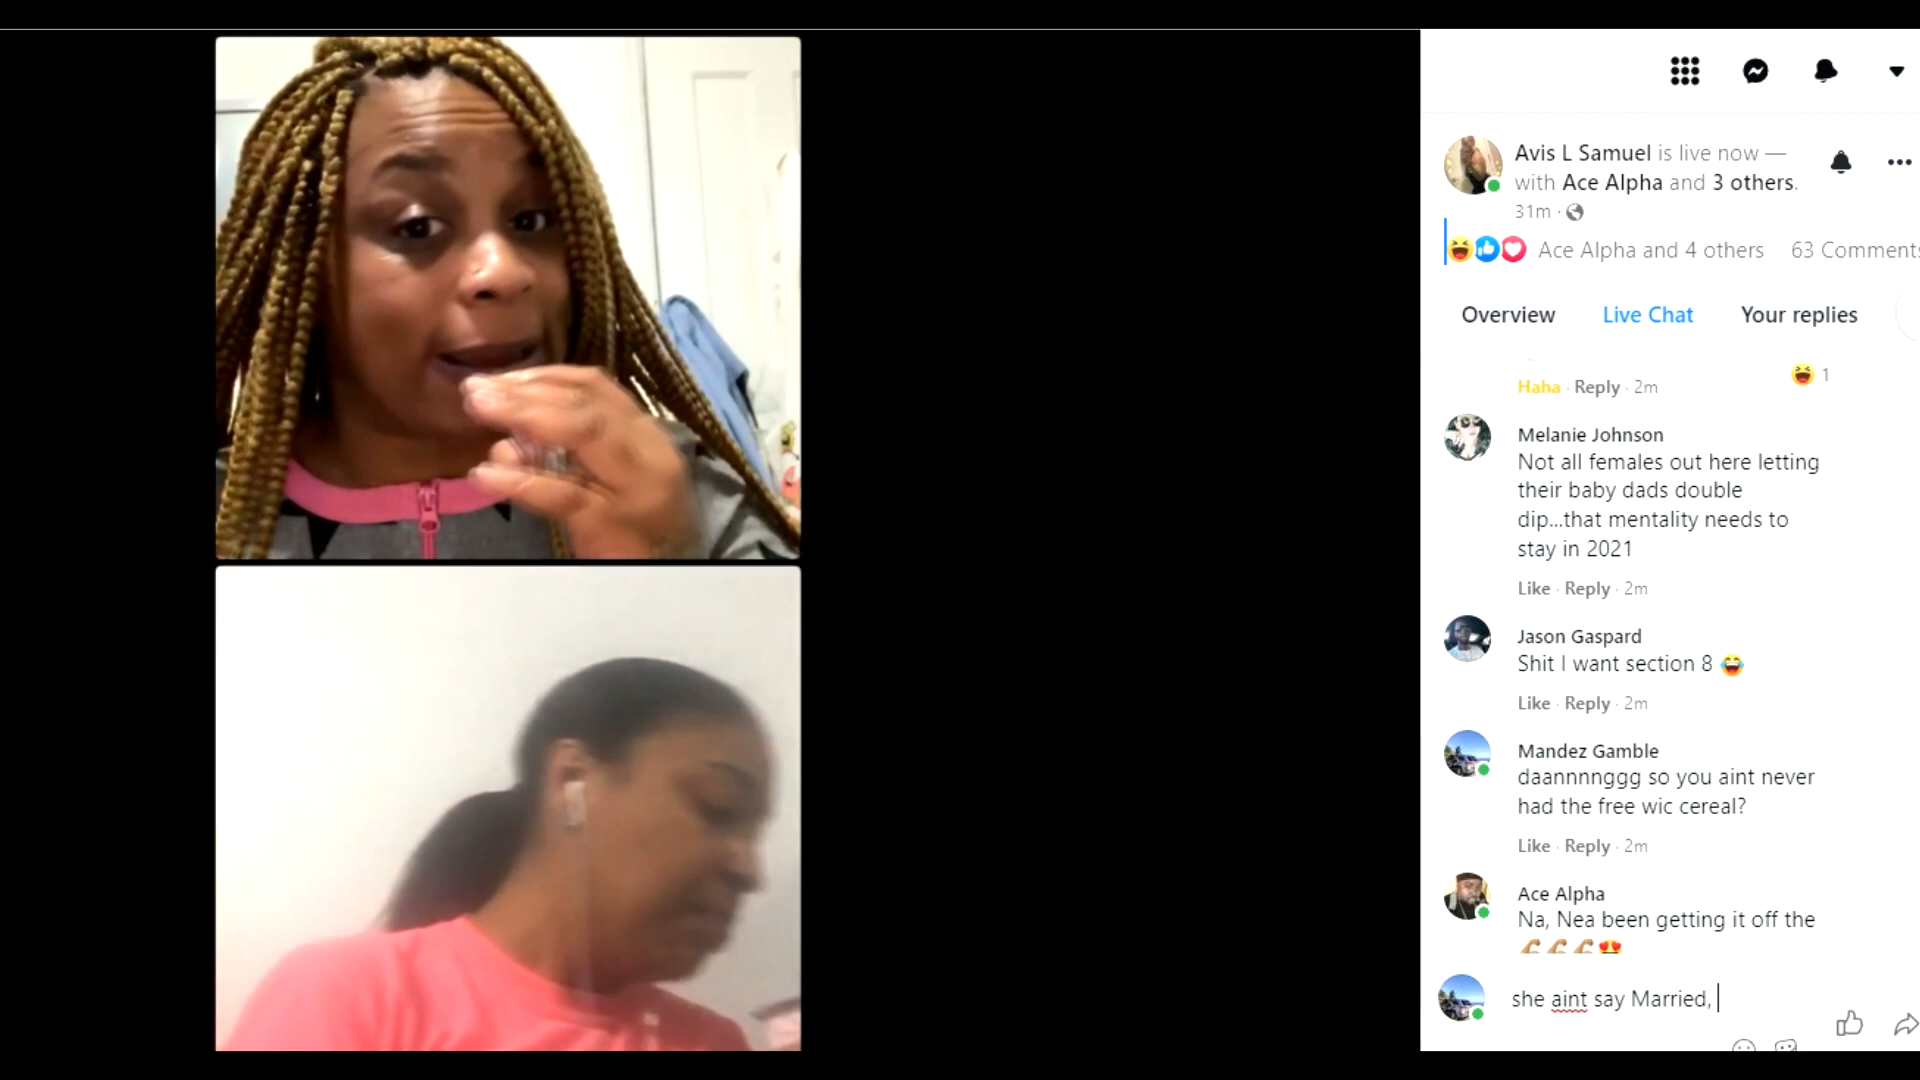 Avis L Samuel is live now —
with Ace Alpha and 3 others.
31m ·
Ace Alpha and 4 others 63 Comments
Overview Live Chat Your replies
Haha · Reply · 2m 1
Melanie Johnson
Not all females out here letting
their baby dads double
dip...that mentality needs to
stay in 2021
Like · Reply · 2m
Jason Gaspard
Shit I want section 8 😂
Like · Reply · 2m
Mandez Gamble
daannnnggg so you aint never
had the free wic cereal?
Like · Reply · 2m
Ace Alpha
Na, Nea been getting it off the
💪🏽💪🏽💪🏽😍
she aint say Married,